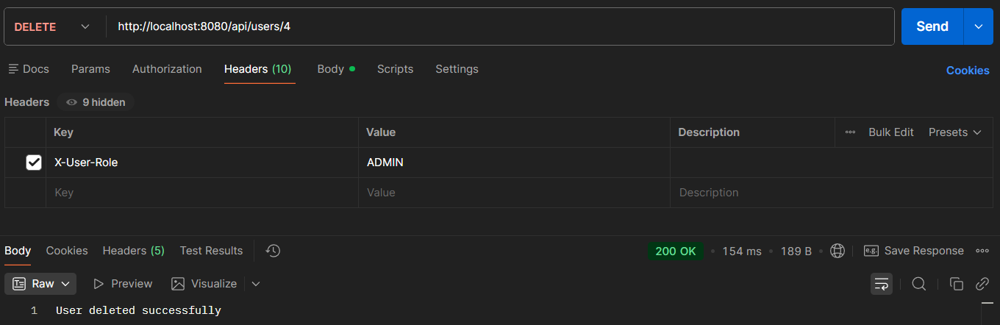 DELETE http://localhost:8080/api/users/4 Send
Docs Params Authorization Headers (10) Body Scripts Settings Cookies
Headers 9 hidden
Key Value Description Bulk Edit Presets
X-User-Role ADMIN
Key Value Description
Body Cookies Headers (5) Test Results 200 OK 154 ms 189 B e.g. Save Response
Raw Preview Visualize
1 User deleted successfully